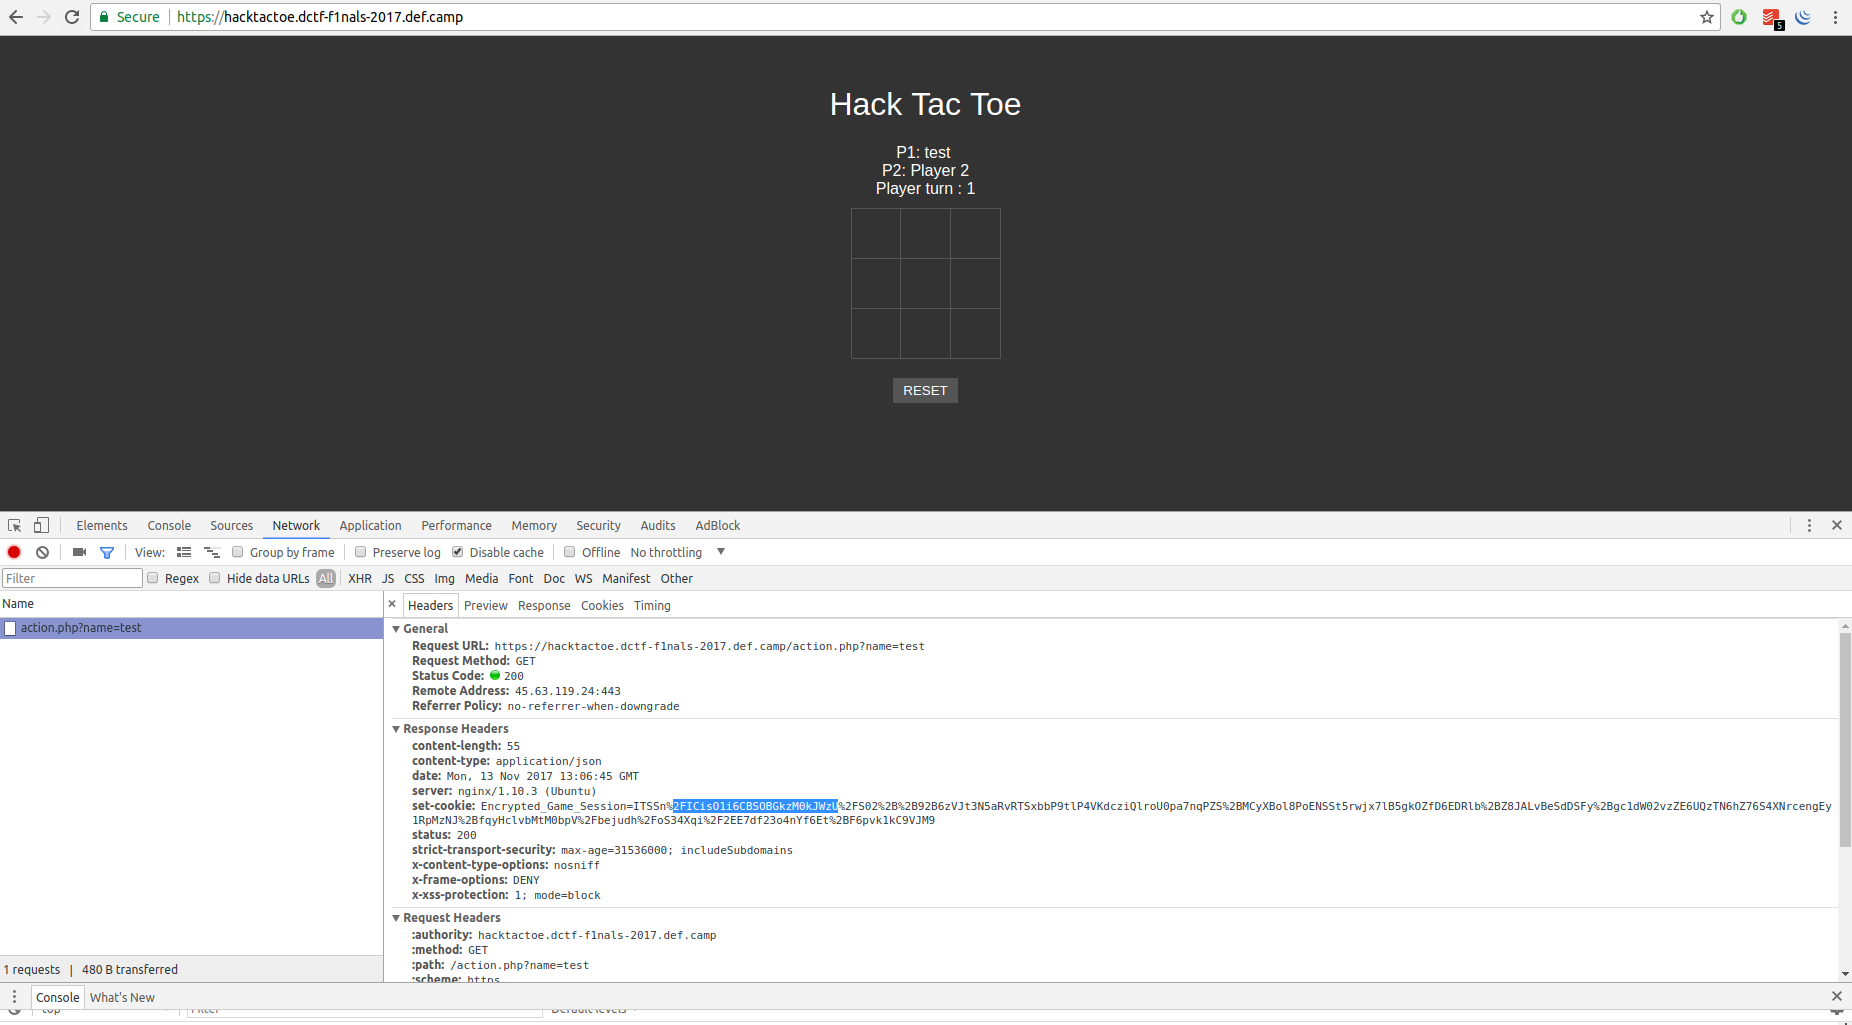 Secure https://hacktactoe.dctf-f1nals-2017.def.camp
5
Hack Tac Toe
P1: test
P2: Player 2
Player turn : 1
RESET
Elements Console Sources Network Application Performance Memory Security Audits AdBlock
View: Group by frame Preserve log Disable cache Offline No throttling
Filter Regex Hide data URLs All XHR JS CSS Img Media Font Doc WS Manifest Other
Name
× Headers Preview Response Cookies Timing
action.php?name=test
General
Request URL: https://hacktactoe.dctf-f1nals-2017.def.camp/action.php?name=test
Request Method: GET
Status Code: 200
Remote Address: 45.63.119.24:443
Referrer Policy: no-referrer-when-downgrade
Response Headers
content-length: 55
content-type: application/json
date: Mon, 13 Nov 2017 13:06:45 GMT
server: nginx/1.10.3 (Ubuntu)
set-cookie: Encrypted_Game_Session=ITSSn%2FICisO1i6CBSOBGkzM0kJWzU%2FS02%2B%2B92B6zVJt3N5aRvRTSxbbP9tlP4VKdcziQlroU0pa7nqPZS%2BMCyXBol8PoENSSt5rwjx7lB5gkOZfD6EDRlb%2BZ8JALvBeSdDSFy%2Bgc1dW02vzZE6UQzTN6hZ76S4XNrcengEy
1RpMzNJ%2BfqyHclvbMtM0bpV%2Fbejudh%2FoS34Xqi%2F2EE7df23o4nYf6Et%2BF6pvk1kC9VJM9
status: 200
strict-transport-security: max-age=31536000; includeSubdomains
x-content-type-options: nosniff
x-frame-options: DENY
x-xss-protection: 1; mode=block
Request Headers
:authority: hacktactoe.dctf-f1nals-2017.def.camp
:method: GET
:path: /action.php?name=test
:scheme: https
1 requests | 480 B transferred
Console What's New
top Filter Default levels